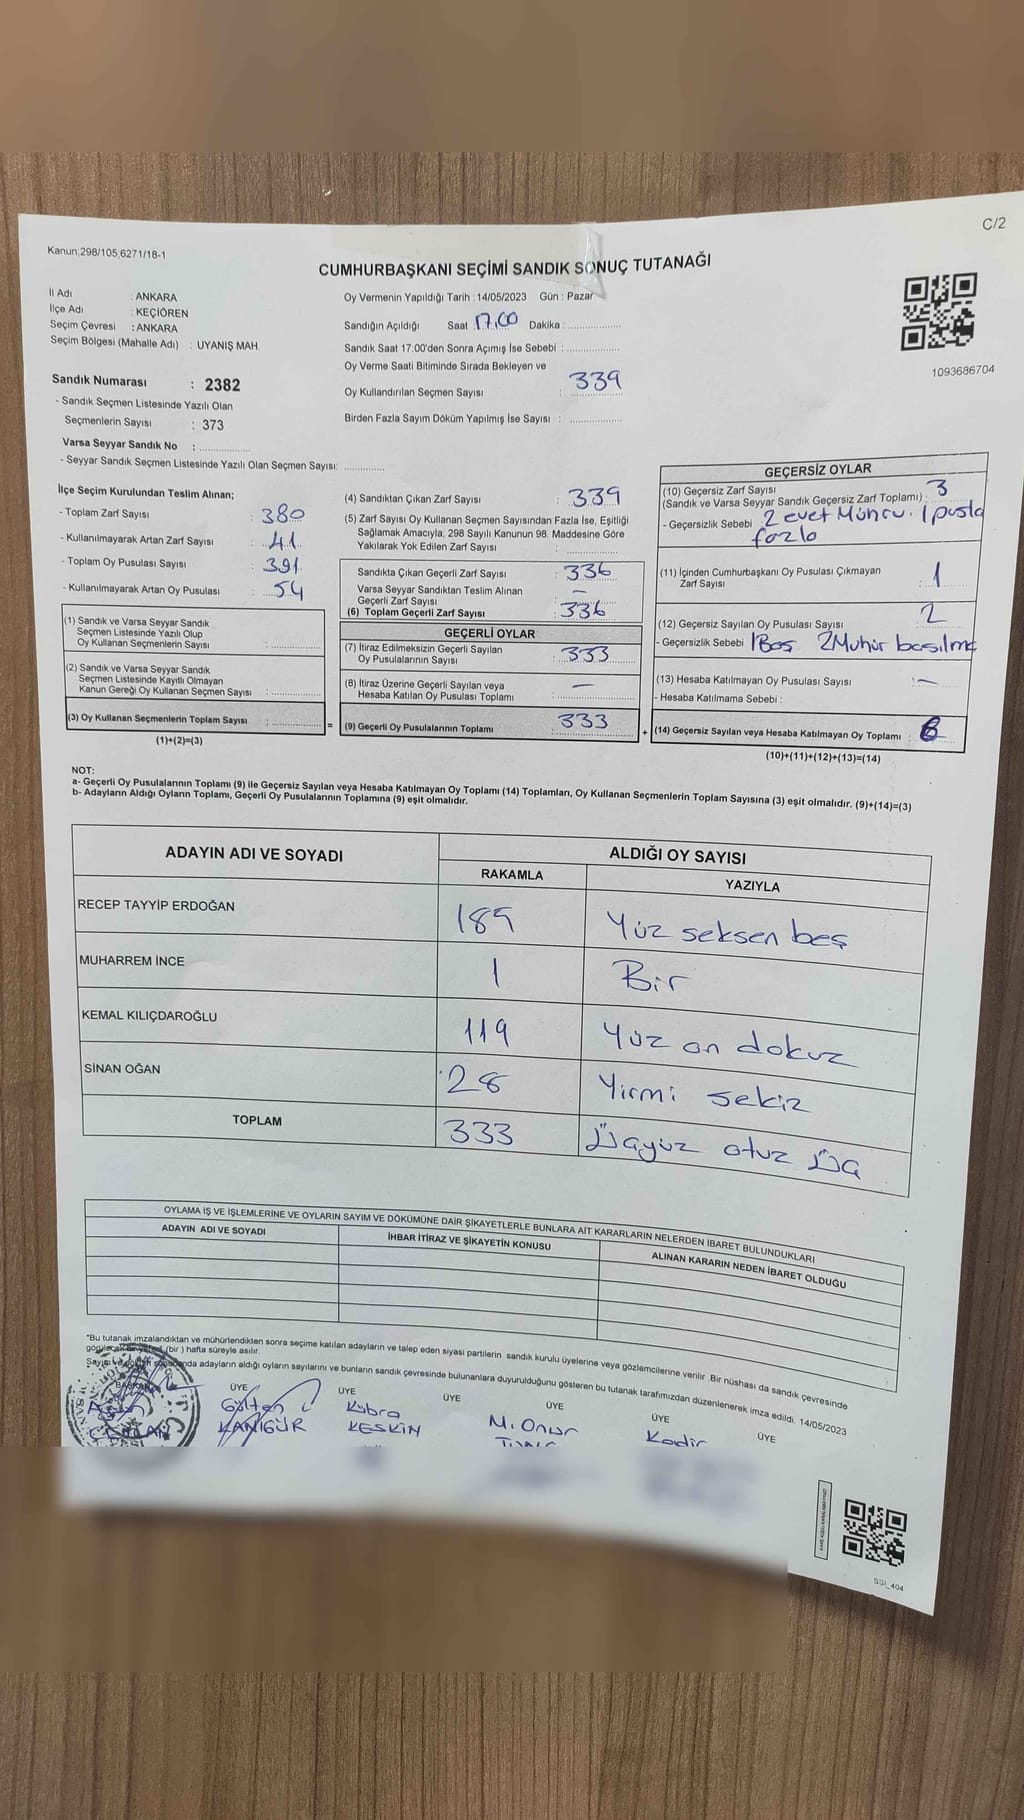 C/2
Kanun:298/105,6271/18-1
CUMHURBAŞKANI SEÇİMİ SANDIK SONUÇ TUTANAĞI
İl Adı : ANKARA
İlçe Adı : KEÇİÖREN
Seçim Çevresi : ANKARA
Seçim Bölgesi (Mahalle Adı) : UYANIŞ MAH.
Sandık Numarası : 2382
- Sandık Seçmen Listesinde Yazılı Olan
Seçmenlerin Sayısı : 373
Varsa Seyyar Sandık No :
- Seyyar Sandık Seçmen Listesinde Yazılı Olan Seçmen Sayısı:
Oy Vermenin Yapıldığı Tarih : 14/05/2023 Gün : Pazar
Sandığın Açıldığı Saat 17.00 Dakika :
Sandık Saat 17:00'den Sonra Açımış İse Sebebi :
Oy Verme Saati Bitiminde Sırada Bekleyen ve
Oy Kullandırılan Seçmen Sayısı : 339
Birden Fazla Sayım Döküm Yapılmış İse Sayısı :
1093686704
İlçe Seçim Kurulundan Teslim Alınan;
- Toplam Zarf Sayısı : 380
- Kullanılmayarak Artan Zarf Sayısı : 41
- Toplam Oy Pusulası Sayısı : 391
- Kullanılmayarak Artan Oy Pusulası : 54
(1) Sandık ve Varsa Seyyar Sandık
Seçmen Listesinde Yazılı Olup
Oy Kullanan Seçmenlerin Sayısı :
(2) Sandık ve Varsa Seyyar Sandık
Seçmen Listesinde Kayıtlı Olmayan
Kanun Gereği Oy Kullanan Seçmen Sayısı :
(3) Oy Kullanan Seçmenlerin Toplam Sayısı :
(1)+(2)=(3)
(4) Sandıktan Çıkan Zarf Sayısı : 339
(5) Zarf Sayısı Oy Kullanan Seçmen Sayısından Fazla İse, Eşitliği
Sağlamak Amacıyla, 298 Sayılı Kanunun 98. Maddesine Göre
Yakılarak Yok Edilen Zarf Sayısı :
Sandıkta Çıkan Geçerli Zarf Sayısı : 336
Varsa Seyyar Sandıktan Teslim Alınan
Geçerli Zarf Sayısı : -
(6) Toplam Geçerli Zarf Sayısı : 336
GEÇERLİ OYLAR
(7) İtiraz Edilmeksizin Geçerli Sayılan
Oy Pusulalarının Sayısı : 333
(8) İtiraz Üzerine Geçerli Sayılan veya
Hesaba Katılan Oy Pusulaları Toplamı : -
(9) Geçerli Oy Pusulalarının Toplamı : 333
=
+
GEÇERSİZ OYLAR
(10) Geçersiz Zarf Sayısı
(Sandık ve Varsa Seyyar Sandık Geçersiz Zarf Toplamı) : 3
- Geçersizlik Sebebi : 2 evet Mührü. 1 pusla
fazla
(11) İçinden Cumhurbaşkanı Oy Pusulası Çıkmayan
Zarf Sayısı : 1
(12) Geçersiz Sayılan Oy Pusulası Sayısı : 2
- Geçersizlik Sebebi 1Boş 2Muhür basılma
(13) Hesaba Katılmayan Oy Pusulası Sayısı : -
- Hesaba Katılmama Sebebi :
(14) Geçersiz Sayılan veya Hesaba Katılmayan Oy Toplamı : 6
(10)+(11)+(12)+(13)=(14)
NOT:
a- Geçerli Oy Pusulalarının Toplamı (9) ile Geçersiz Sayılan veya Hesaba Katılmayan Oy Toplamı (14) Toplamları, Oy Kullanan Seçmenlerin Toplam Sayısına (3) eşit olmalıdır. (9)+(14)=(3)
b- Adayların Aldığı Oyların Toplamı, Geçerli Oy Pusulalarının Toplamına (9) eşit olmalıdır.
ADAYIN ADI VE SOYADI ALDIĞI OY SAYISI
RAKAMLA YAZIYLA
RECEP TAYYİP ERDOĞAN 185 Yüz seksen beş
MUHARREM İNCE 1 Bir
KEMAL KILIÇDAROĞLU 119 Yüz on dokuz
SİNAN OĞAN 28 Yirmi sekiz
TOPLAM 333 Üçyüz otuz Üç
OYLAMA İŞ VE İŞLEMLERİNE VE OYLARIN SAYIM VE DÖKÜMÜNE DAİR ŞİKAYETLERLE BUNLARA AİT KARARLARIN NELERDEN İBARET BULUNDUKLARI
ADAYIN ADI VE SOYADI İHBAR İTİRAZ VE ŞİKAYETİN KONUSU ALINAN KARARIN NEDEN İBARET OLDUĞU
*Bu tutanak imzalandıktan ve mühürlendikten sonra seçime katılan adayların ve talep eden siyasi partilerin sandık kurulu üyelerine veya gözlemcilerine verilir. Bir nüshası da sandık çevresinde
(bir ) hafta süreyle asılır.
Sayım ve adayların aldığı oyların sayılarını ve bunların sandık çevresinde bulunanlara duyurulduğunu gösteren bu tutanak tarafımızdan düzenlenerek imza edildi. 14/05/2023
BAŞKAN ÜYE ÜYE ÜYE ÜYE ÜYE ÜYE
Gülten Kübra M. Onur Kadir
KANIGÜR KESKİN
SSI_404